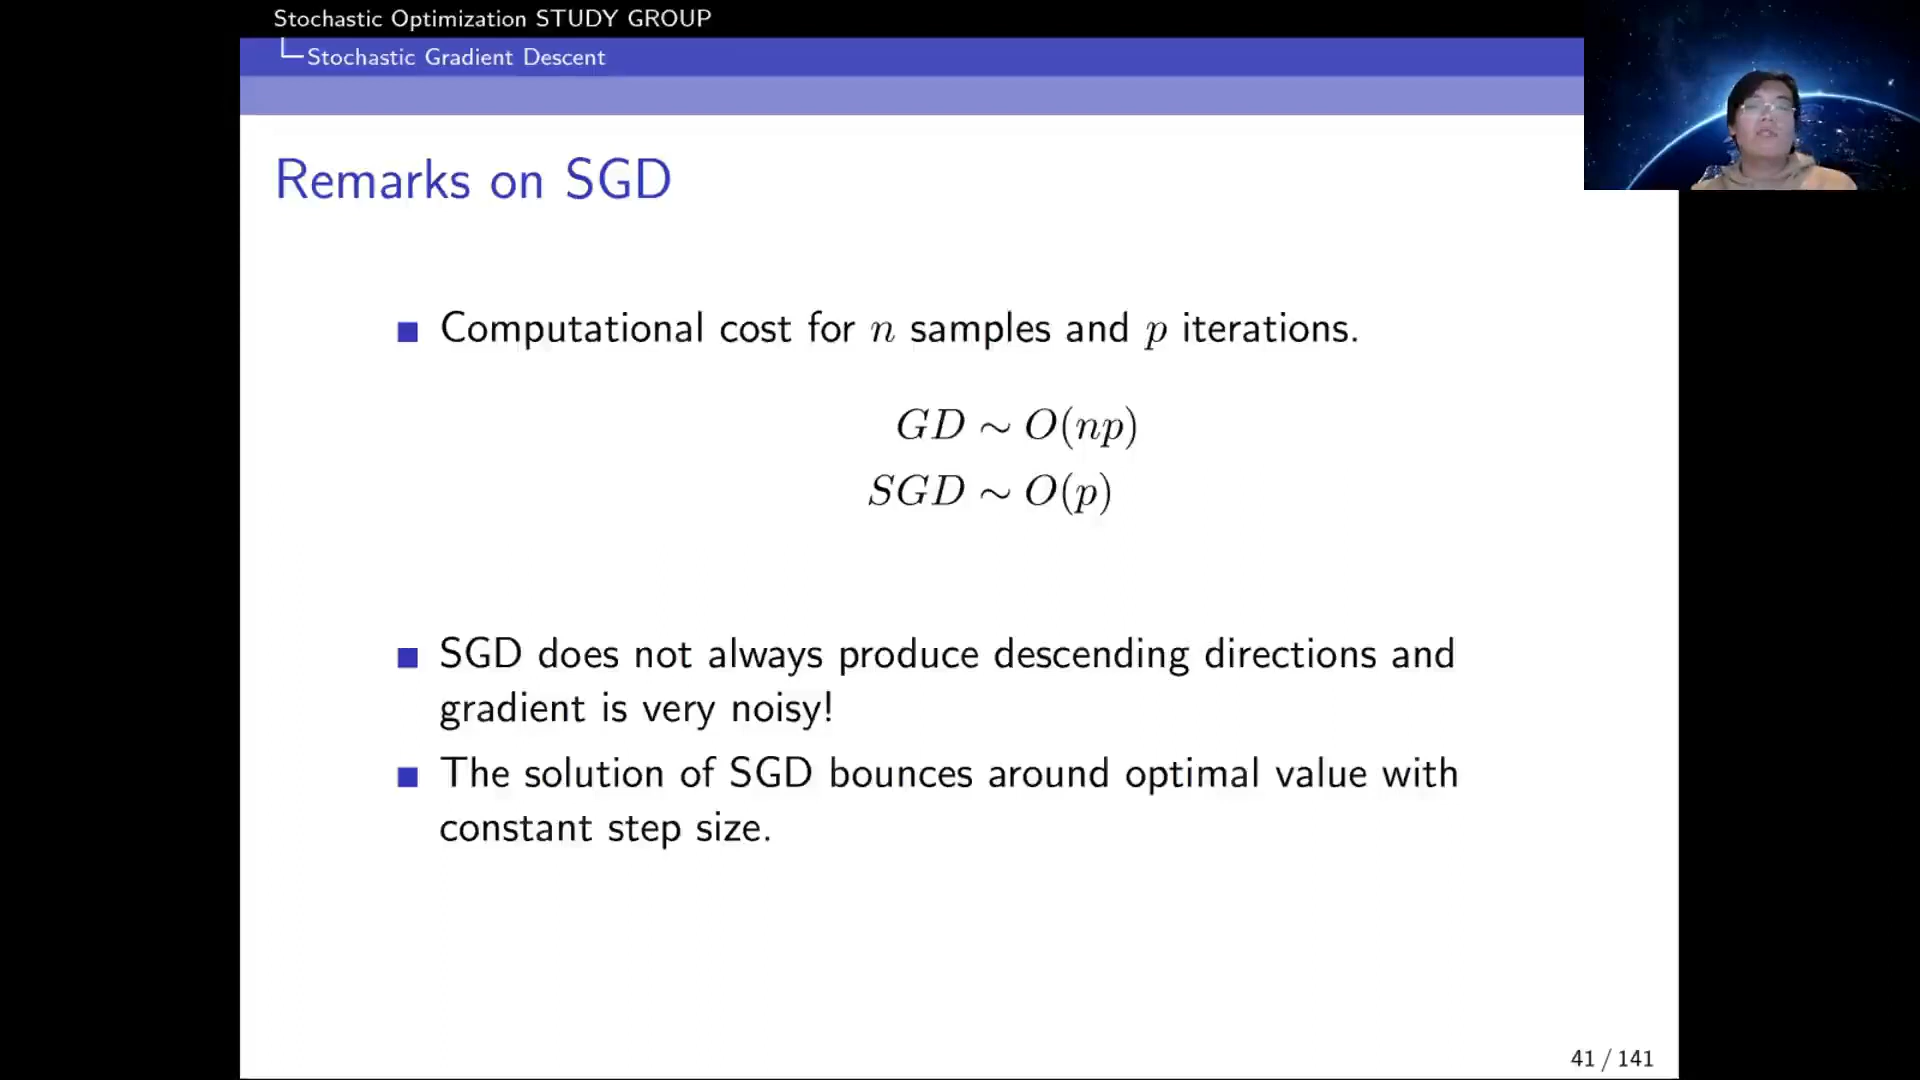 Stochastic Optimization STUDY GROUP
Stochastic Gradient Descent
Remarks on SGD
Computational cost for n samples and p iterations.
GD ∼ O(np)
SGD ∼ O(p)
SGD does not always produce descending directions and
gradient is very noisy!
The solution of SGD bounces around optimal value with
constant step size.
41 / 141